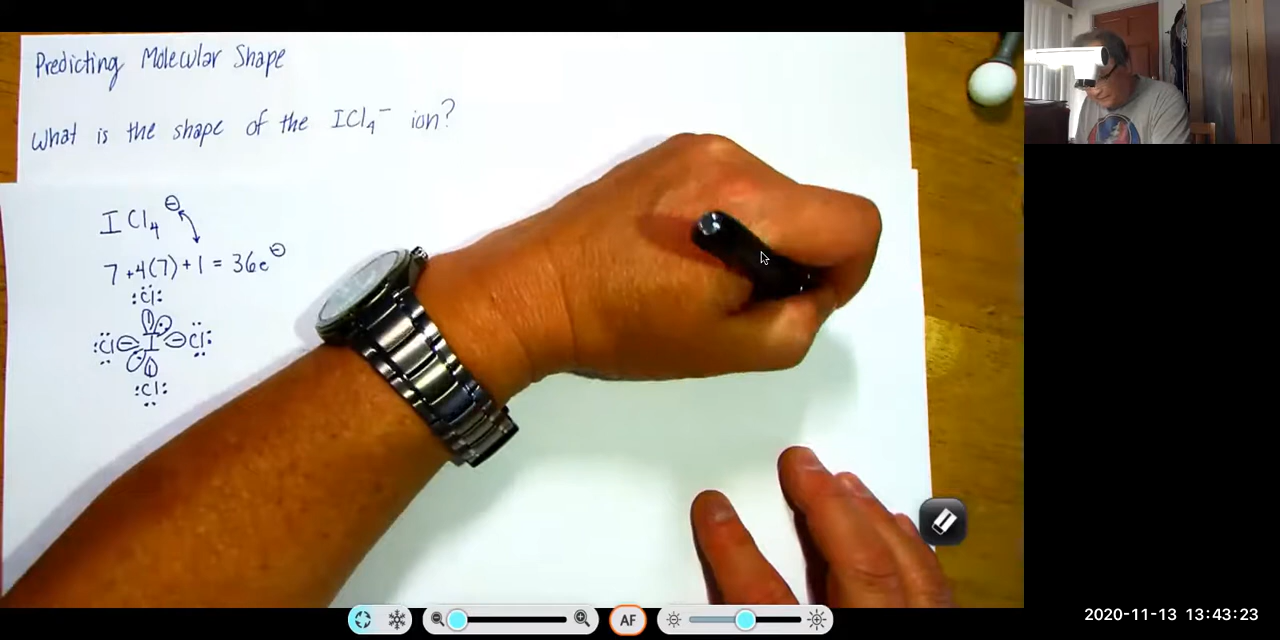 Predicting Molecular Shape
What is the shape of the ICl₄⁻ ion?
ICl₄⊖
7+4(7)+1 = 36e⊖
:Cl:
:Cl I Cl:
:Cl:
AF
2020-11-13 13:43:23